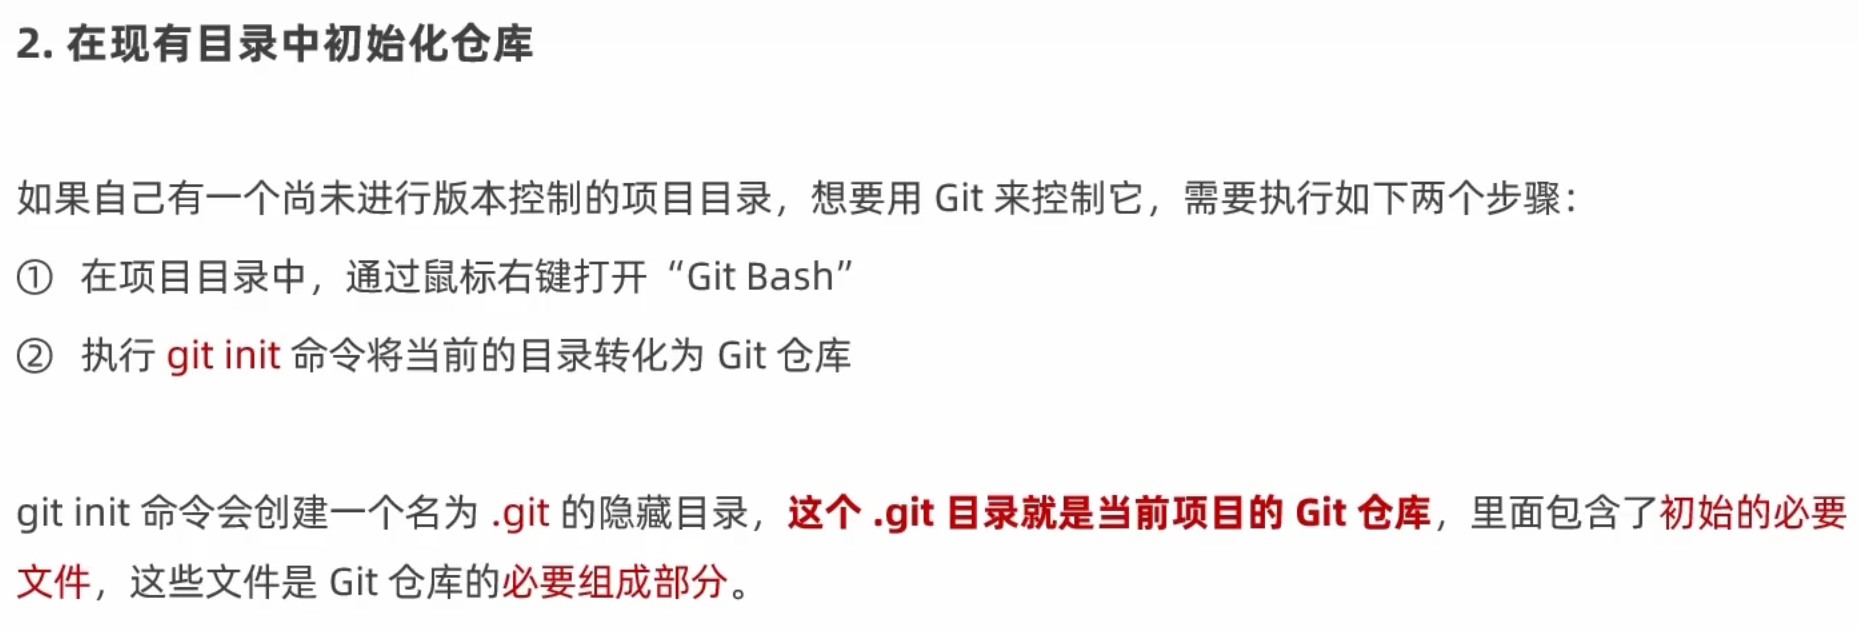 2. 在现有目录中初始化仓库
如果自己有一个尚未进行版本控制的项目目录，想要用 Git 来控制它，需要执行如下两个步骤：
① 在项目目录中，通过鼠标右键打开“Git Bash”
② 执行 git init 命令将当前的目录转化为 Git 仓库
git init 命令会创建一个名为 .git 的隐藏目录，这个 .git 目录就是当前项目的 Git 仓库，里面包含了初始的必要
文件，这些文件是 Git 仓库的必要组成部分。